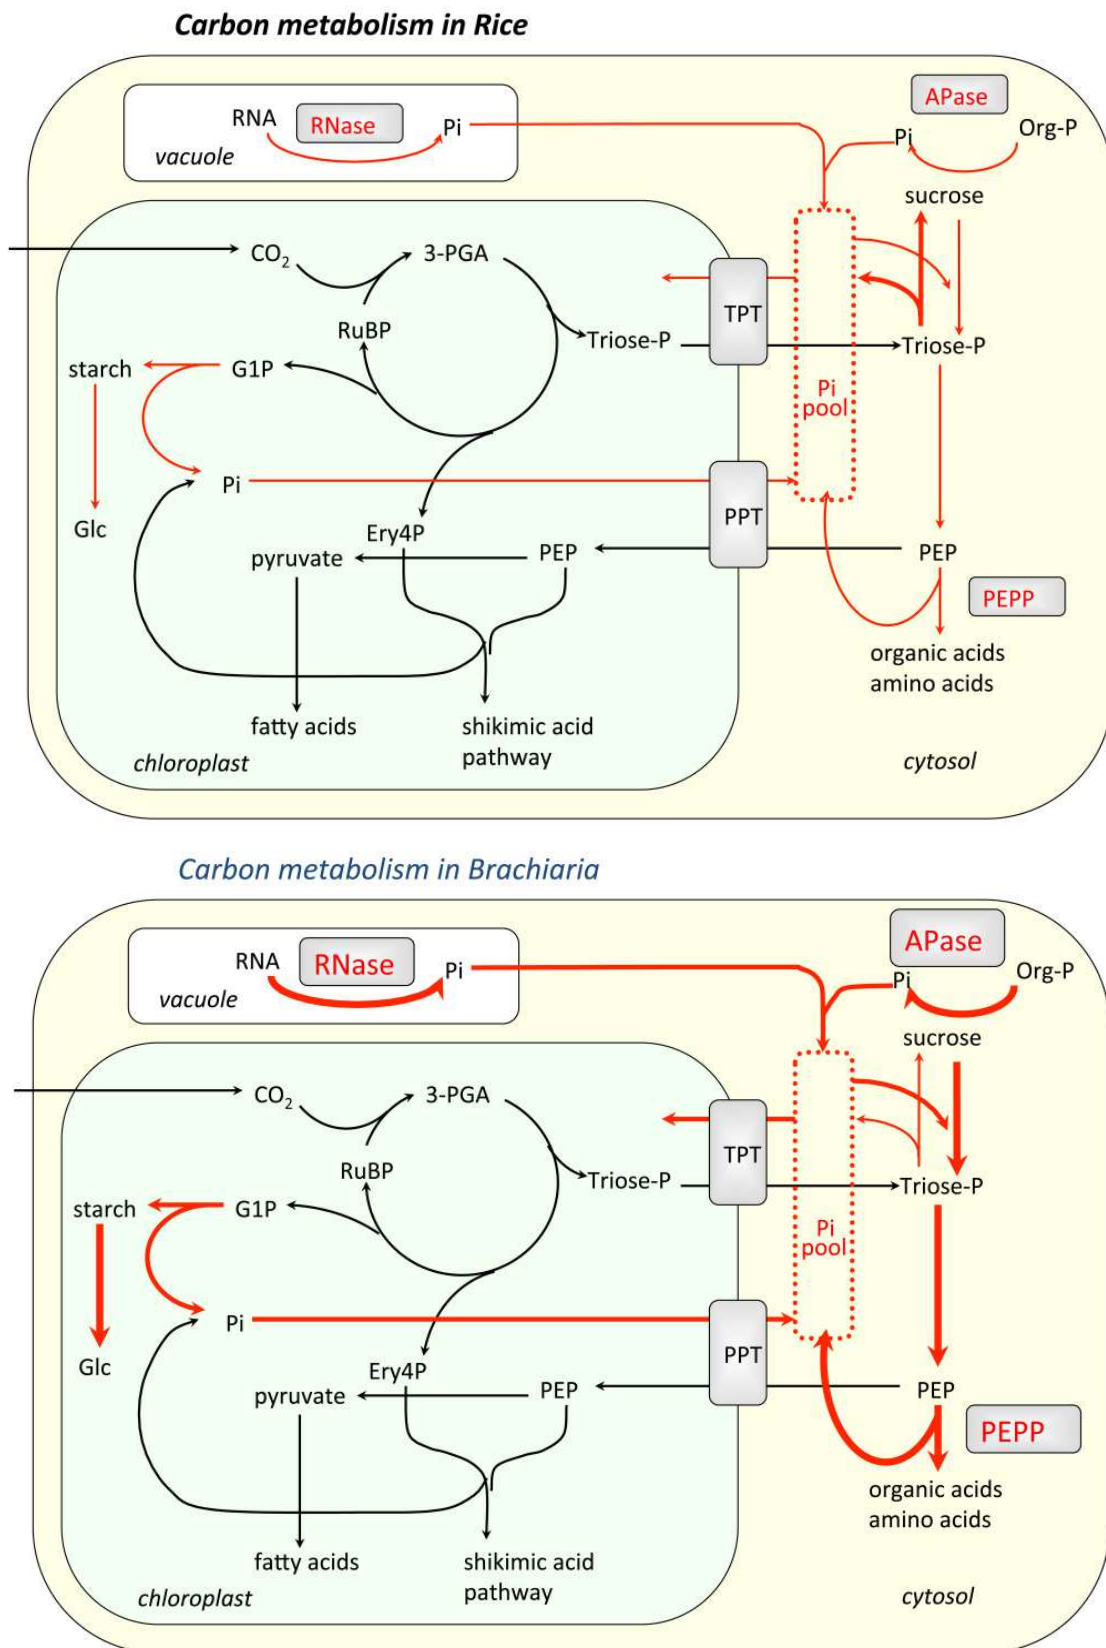 Carbon metabolism in Rice
APase
RNA
RNase
Pi
Org-P
Pi
vacuole
sucrose
CO₂
3-PGA
TPT
RuBP
Triose-P
Triose-P
starch
G1P
Pi
pool
Pi
PPT
Glc
Ery4P
pyruvate
PEP
PEP
PEPP
organic acids
amino acids
fatty acids
shikimic acid
pathway
chloroplast
cytosol
Carbon metabolism in Brachiaria
APase
RNA
RNase
Pi
Org-P
Pi
vacuole
sucrose
CO₂
3-PGA
TPT
RuBP
Triose-P
Triose-P
starch
G1P
Pi
pool
Pi
PPT
Glc
Ery4P
pyruvate
PEP
PEP
PEPP
organic acids
amino acids
fatty acids
shikimic acid
pathway
chloroplast
cytosol